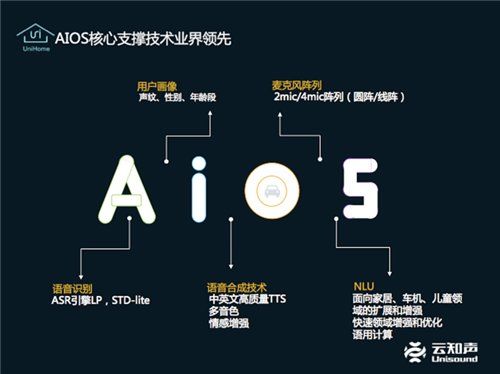 UniHome
AIOS核心支撑技术业界领先
用户画像
声纹、性别、年龄段
麦克风阵列
2mic/4mic阵列（圆阵/线阵）
AiOS
语音识别
ASR引擎LP，STD-lite
语音合成技术
中英文高质量TTS
多音色
情感增强
NLU
面向家居、车机、儿童领
域的扩展和增强
快速领域增强和优化
语用计算
云知声
Unisound